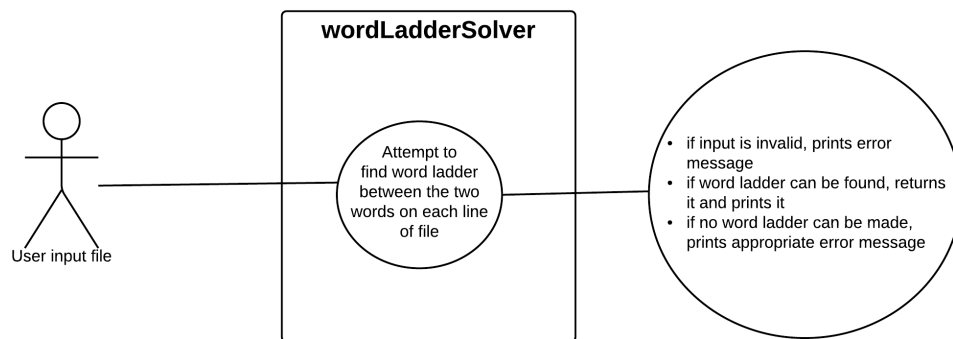 wordLadderSolver
User input file
Attempt to
find word ladder
between the two
words on each line
of file
• if input is invalid, prints error
message
• if word ladder can be found, returns
it and prints it
• if no word ladder can be made,
prints appropriate error message